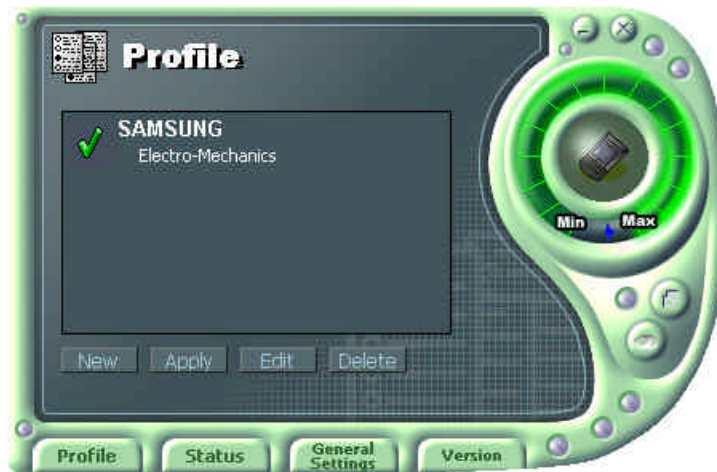 Profile
SAMSUNG
Electro-Mechanics
Min Max
New Apply Edit Delete
Profile Status General Settings Version